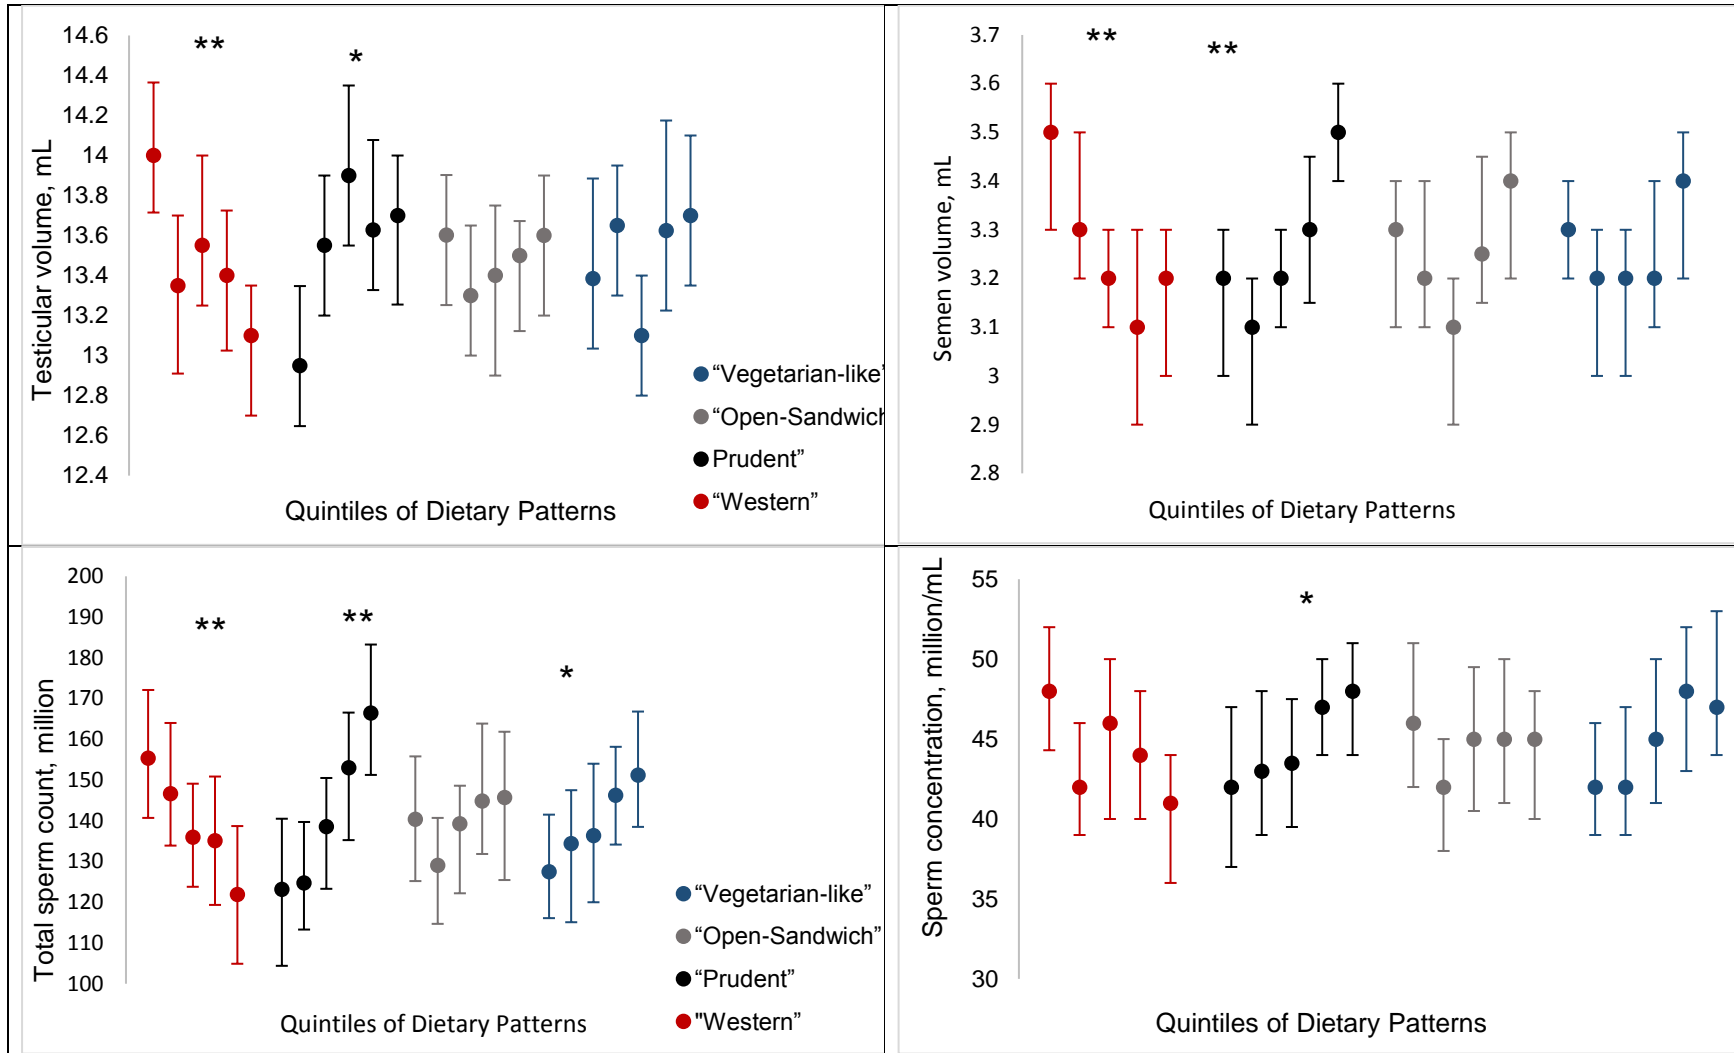 14.6
14.4
14.2
14
13.8
13.6
13.4
13.2
13
12.8
12.6
12.4
Testicular volume, mL
**
*
“Vegetarian-like”
“Open-Sandwich
Prudent”
“Western”
Quintiles of Dietary Patterns
3.7
3.6
3.5
3.4
3.3
3.2
3.1
3
2.9
2.8
Semen volume, mL
**
**
Quintiles of Dietary Patterns
200
190
180
170
160
150
140
130
120
110
100
Total sperm count, million
**
**
*
“Vegetarian-like”
“Open-Sandwich”
“Prudent”
"Western”
Quintiles of Dietary Patterns
55
50
45
40
35
30
Sperm concentration, million/mL
*
Quintiles of Dietary Patterns